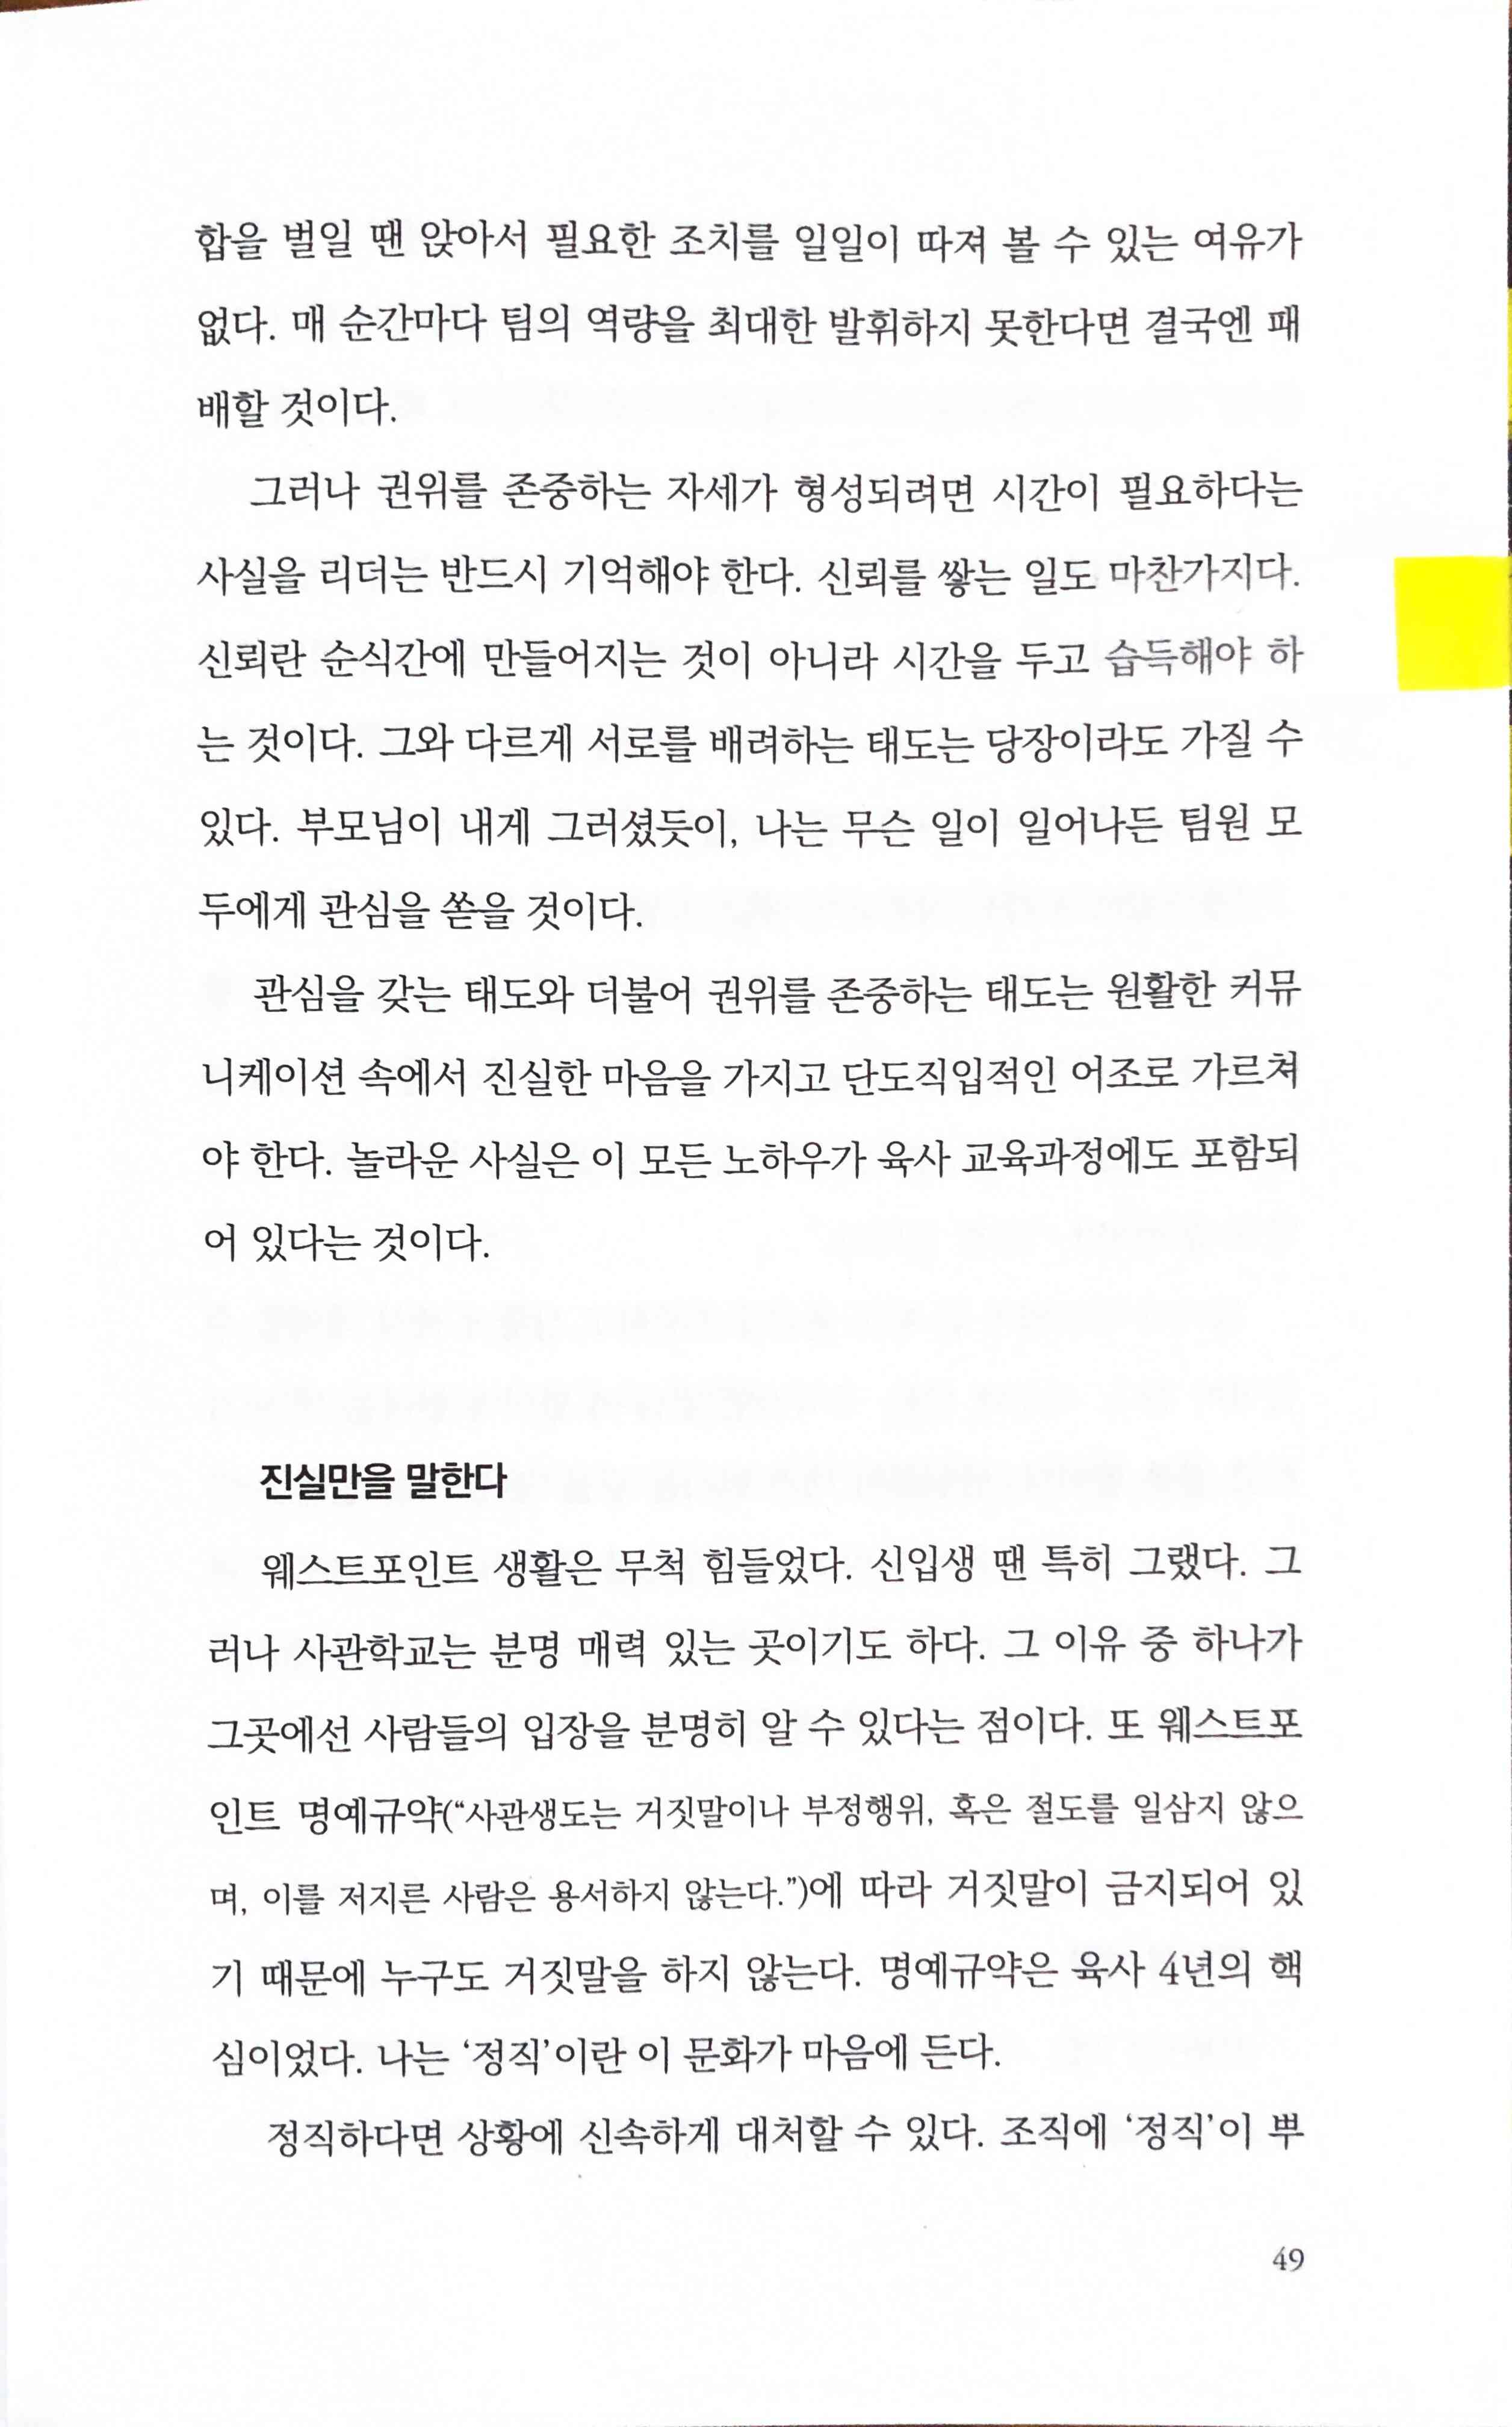 합을 벌일 땐 앉아서 필요한 조치를 일일이 따져 볼 수 있는 여유가
없다. 매 순간마다 팀의 역량을 최대한 발휘하지 못한다면 결국엔 패
배할 것이다.
그러나 권위를 존중하는 자세가 형성되려면 시간이 필요하다는
사실을 리더는 반드시 기억해야 한다. 신뢰를 쌓는 일도 마찬가지다.
신뢰란 순식간에 만들어지는 것이 아니라 시간을 두고 습득해야 하
는 것이다. 그와 다르게 서로를 배려하는 태도는 당장이라도 가질 수
있다. 부모님이 내게 그러셨듯이, 나는 무슨 일이 일어나든 팀원 모
두에게 관심을 쏟을 것이다.
관심을 갖는 태도와 더불어 권위를 존중하는 태도는 원활한 커뮤
니케이션 속에서 진실한 마음을 가지고 단도직입적인 어조로 가르쳐
야 한다. 놀라운 사실은 이 모든 노하우가 육사 교육과정에도 포함되
어 있다는 것이다.
진실만을 말한다
웨스트포인트 생활은 무척 힘들었다. 신입생 땐 특히 그랬다. 그
러나 사관학교는 분명 매력 있는 곳이기도 하다. 그 이유 중 하나가
그곳에선 사람들의 입장을 분명히 알 수 있다는 점이다. 또 웨스트포
인트 명예규약(“사관생도는 거짓말이나 부정행위, 혹은 절도를 일삼지 않으
며, 이를 저지른 사람은 용서하지 않는다.”)에 따라 거짓말이 금지되어 있
기 때문에 누구도 거짓말을 하지 않는다. 명예규약은 육사 4년의 핵
심이었다. 나는 ‘정직’이란 이 문화가 마음에 든다.
정직하다면 상황에 신속하게 대처할 수 있다. 조직에 ‘정직’이 뿌
49